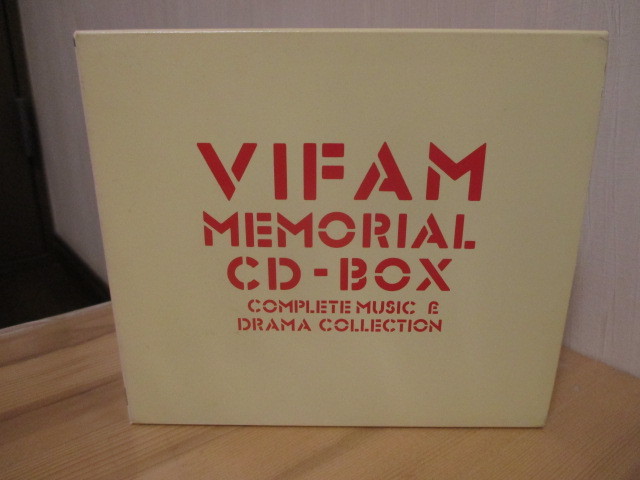 VIFAM
MEMORIAL
CD-BOX
COMPLETE MUSIC &
DRAMA COLLECTION